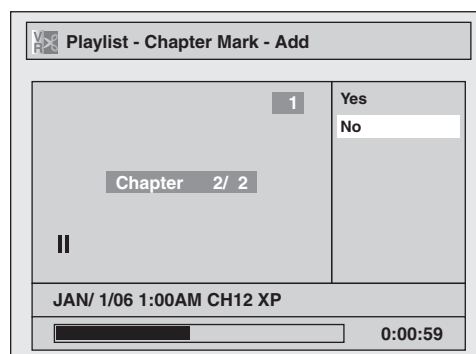 VR Playlist - Chapter Mark - Add
1
Yes
No
Chapter 2/ 2
JAN/ 1/06 1:00AM CH12 XP
0:00:59